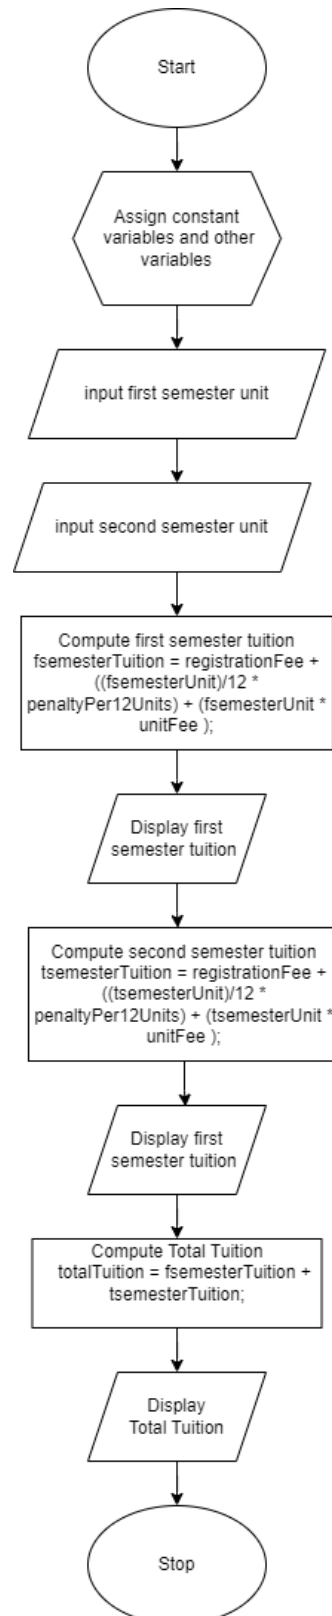 Start
Assign constant
variables and other
variables
input first semester unit
input second semester unit
Compute first semester tuition
fsemesterTuition = registrationFee +
((fsemesterUnit)/12 *
penaltyPer12Units) + (fsemesterUnit *
unitFee );
Display first
semester tuition
Compute second semester tuition
tsemesterTuition = registrationFee +
((tsemesterUnit)/12 *
penaltyPer12Units) + (tsemesterUnit *
unitFee );
Display first
semester tuition
Compute Total Tuition
totalTuition = fsemesterTuition +
tsemesterTuition;
Display
Total Tuition
Stop